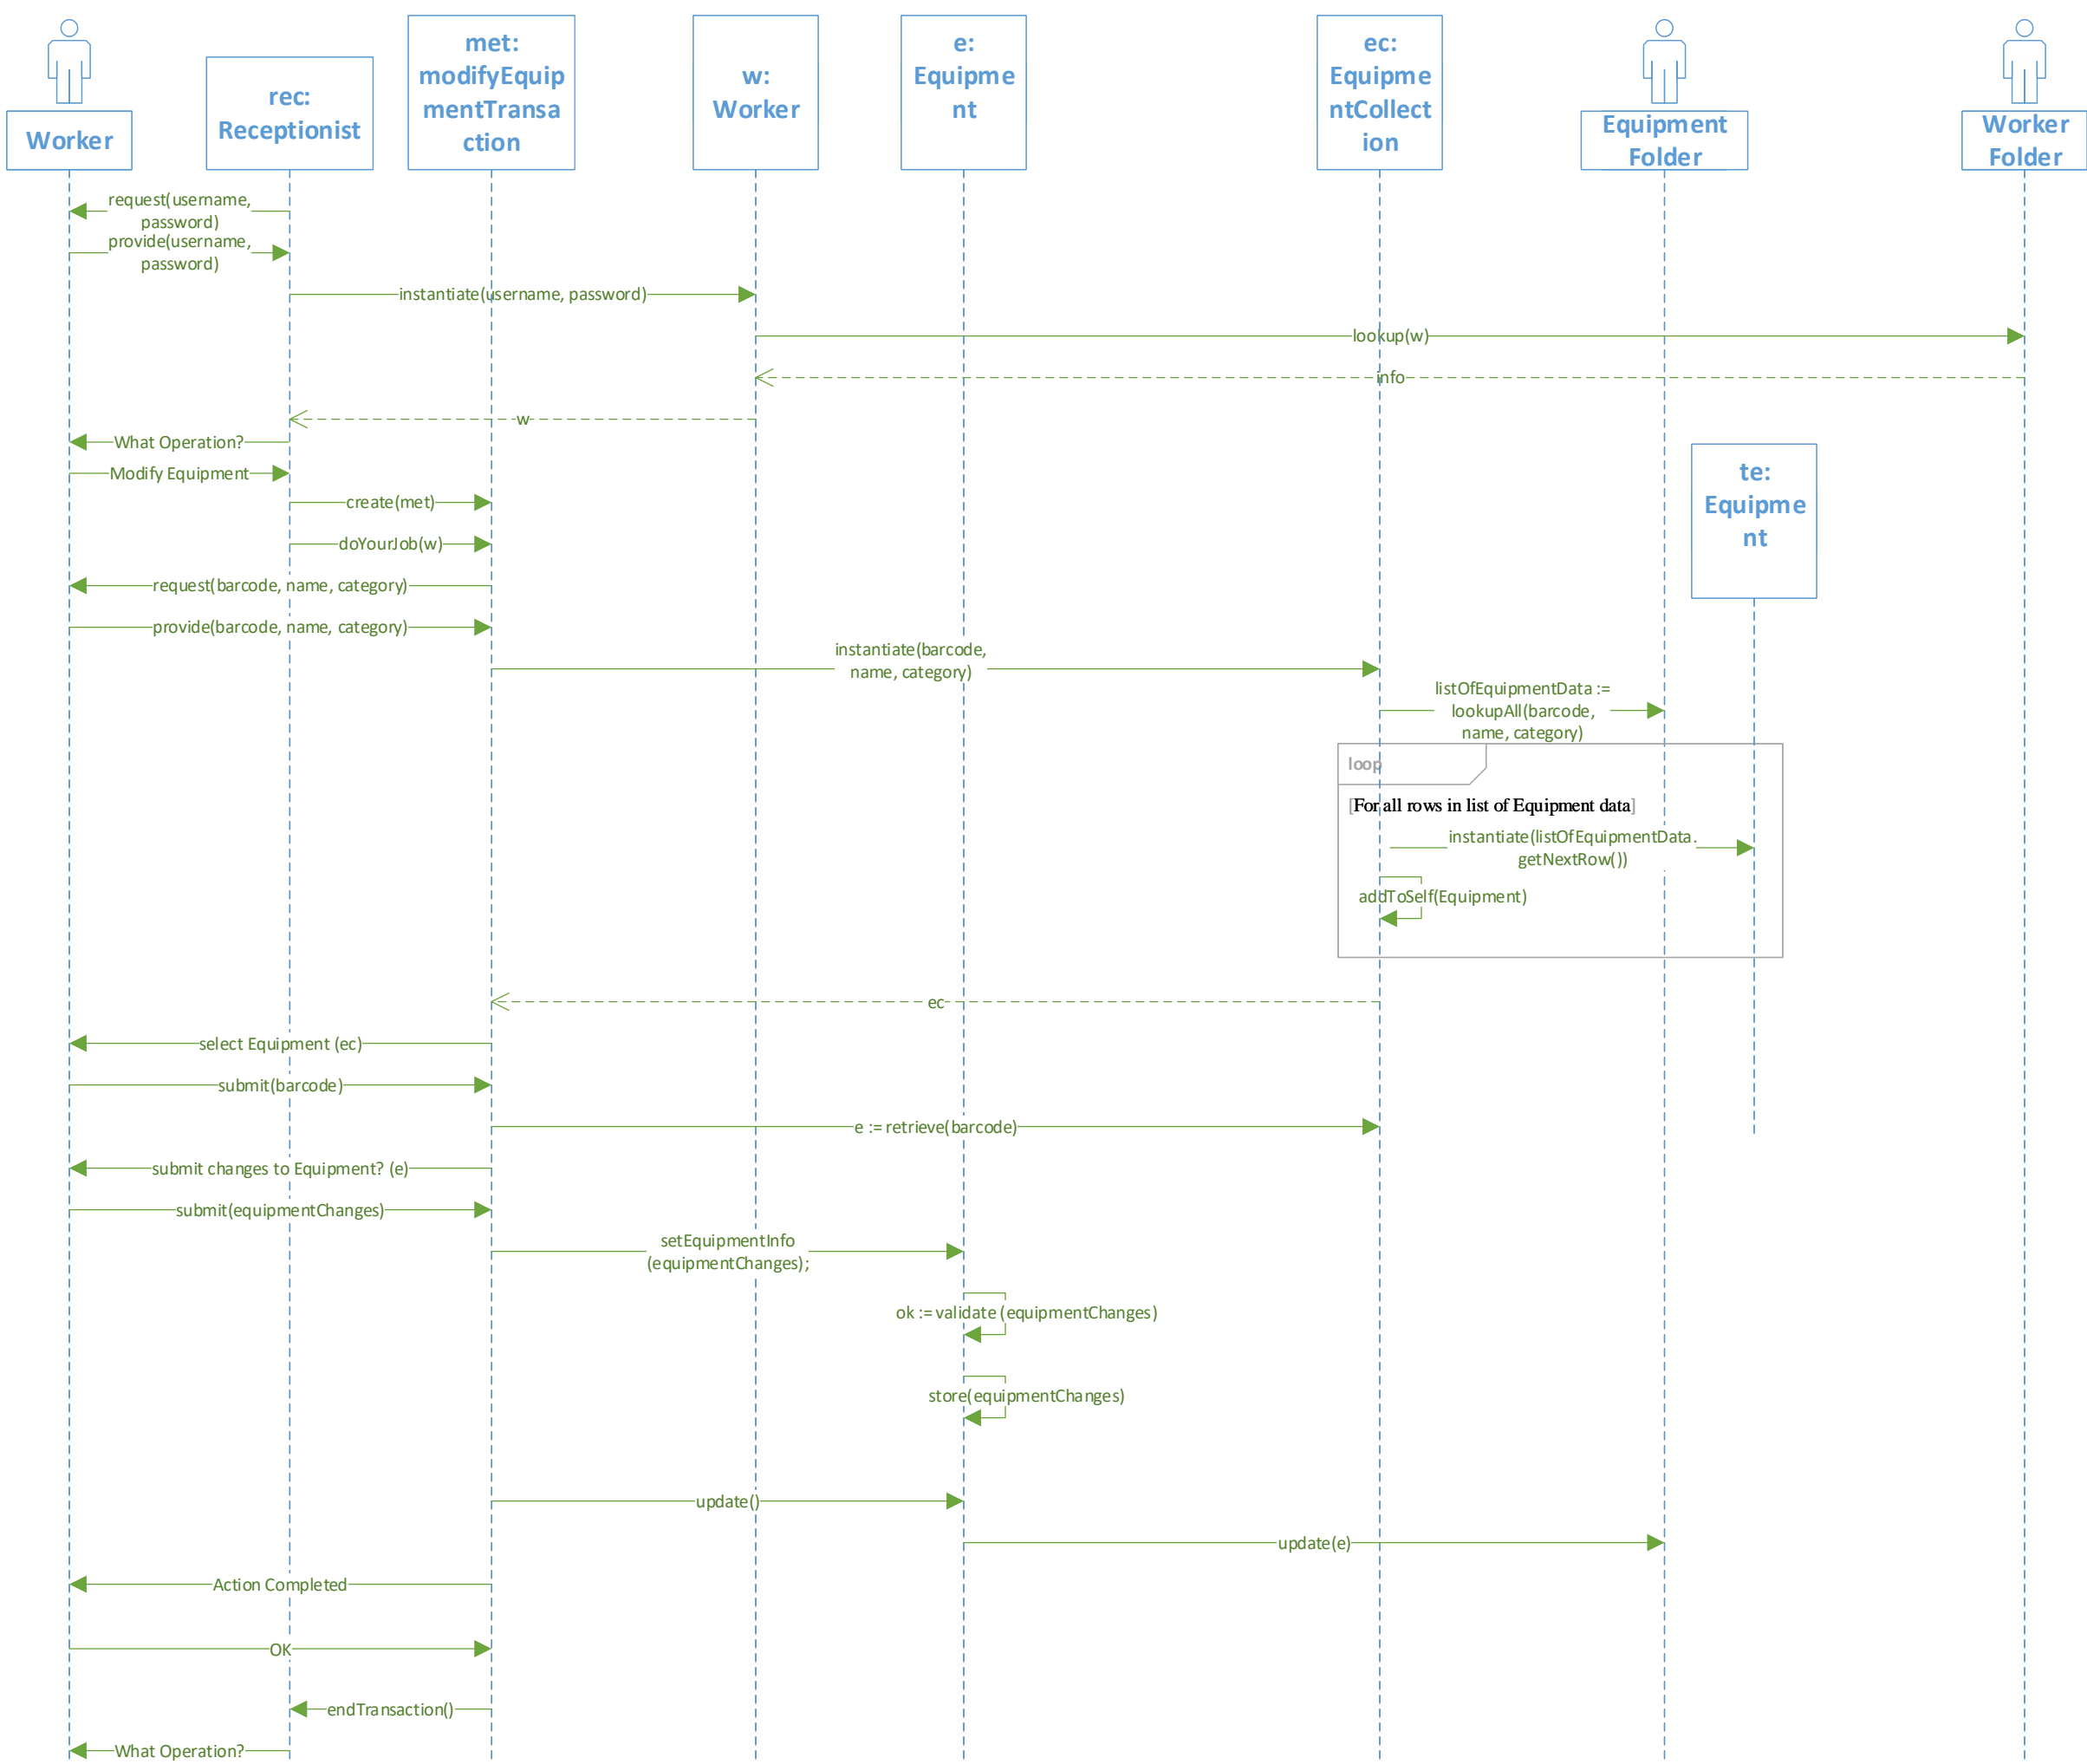 Worker
rec:
Receptionist
met:
modifyEquip
mentTransa
ction
w:
Worker
e:
Equipme
nt
ec:
Equipme
ntCollect
ion
Equipment
Folder
Worker
Folder
request(username,
password)
provide(username,
password)
instantiate(username, password)
lookup(w)
info
w
What Operation?
Modify Equipment
te:
Equipme
nt
create(met)
doYourJob(w)
request(barcode, name, category)
provide(barcode, name, category)
instantiate(barcode,
name, category)
listOfEquipmentData :=
lookupAll(barcode,
name, category)
loop
[For all rows in list of Equipment data]
instantiate(listOfEquipmentData.
getNextRow())
addToSelf(Equipment)
ec
select Equipment (ec)
submit(barcode)
e := retrieve(barcode)
submit changes to Equipment? (e)
submit(equipmentChanges)
setEquipmentInfo
(equipmentChanges);
ok := validate (equipmentChanges)
store(equipmentChanges)
update()
update(e)
Action Completed
OK
endTransaction()
What Operation?